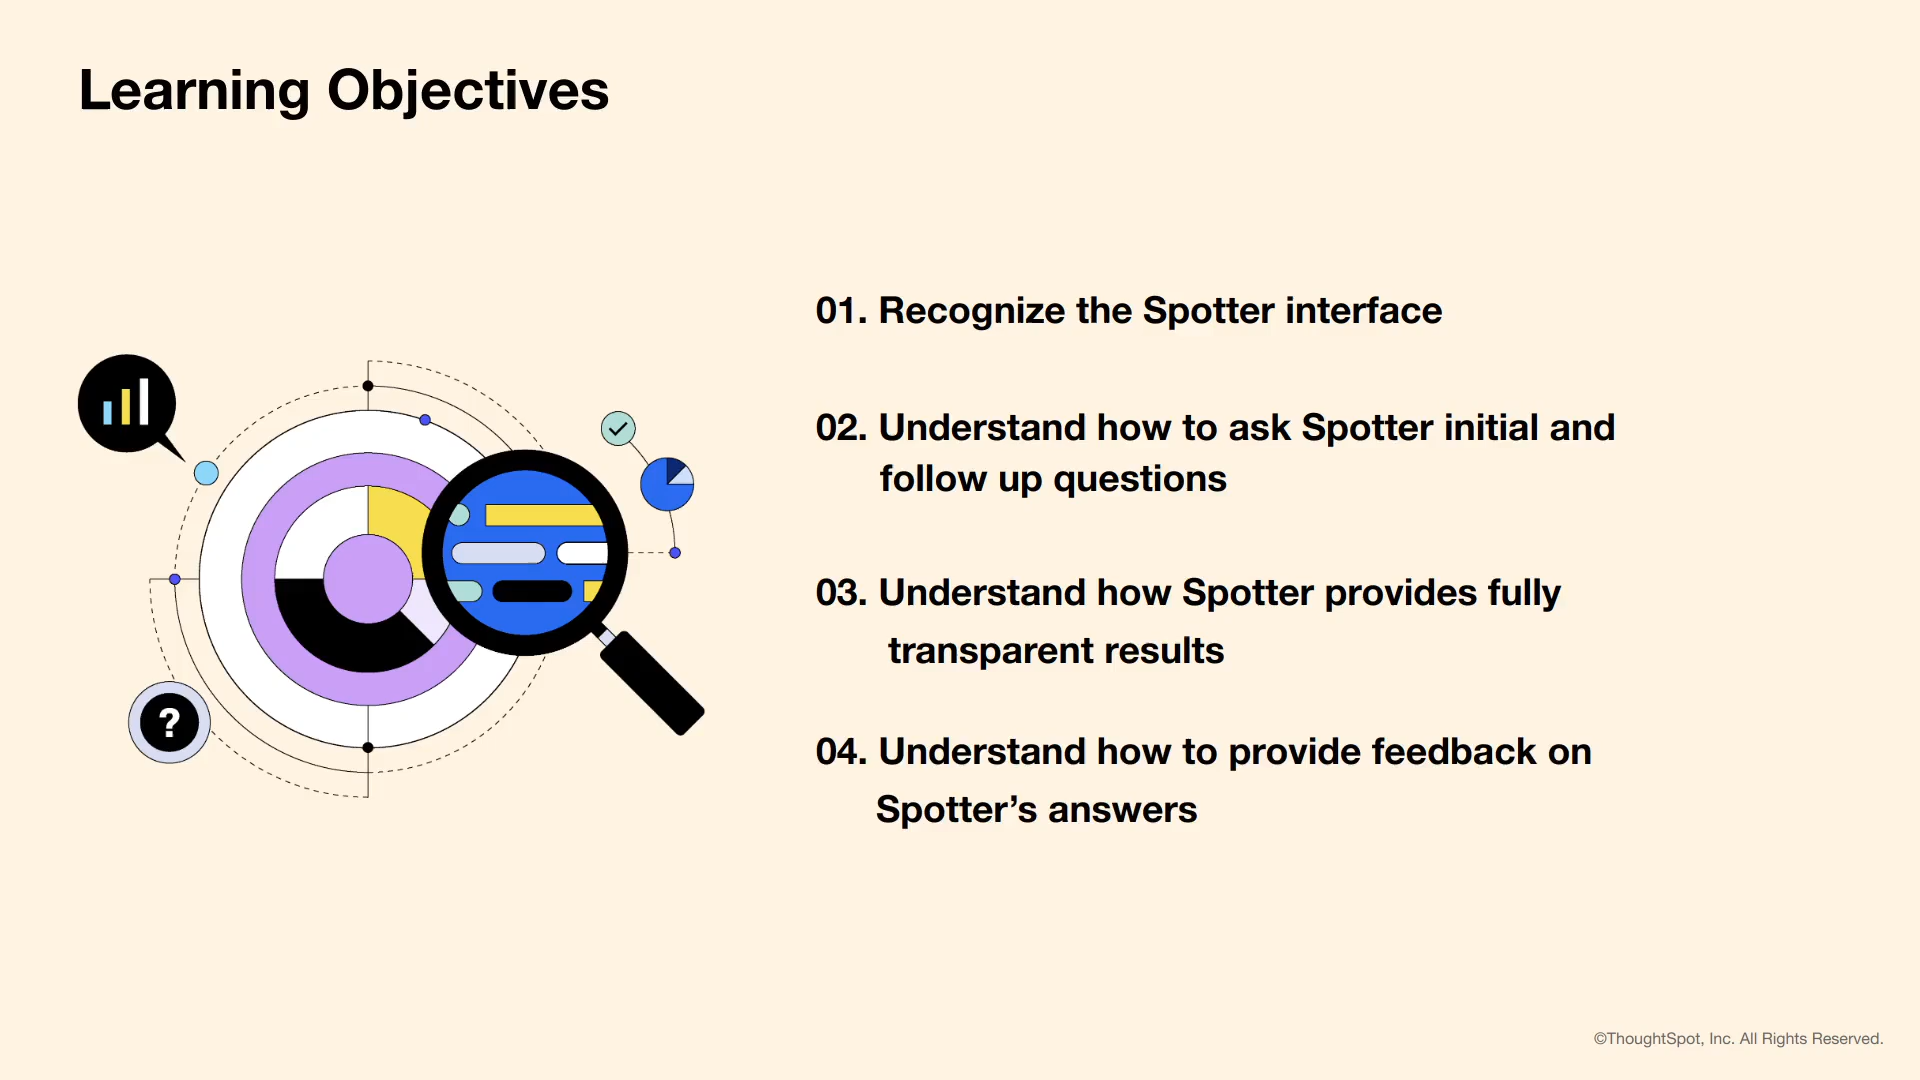 Learning Objectives
01. Recognize the Spotter interface
02. Understand how to ask Spotter initial and
follow up questions
03. Understand how Spotter provides fully
transparent results
04. Understand how to provide feedback on
Spotter’s answers
?
©ThoughtSpot, Inc. All Rights Reserved.